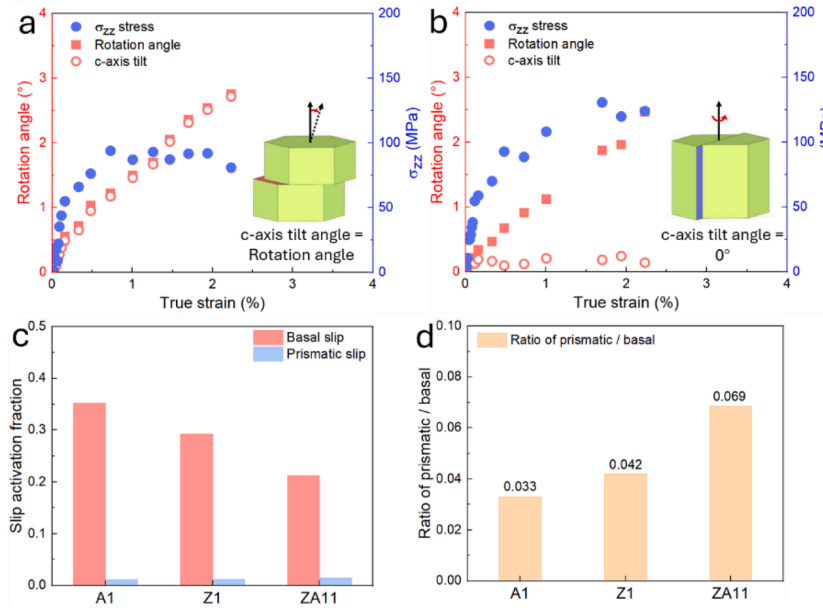 a
σzz stress
Rotation angle
c-axis tilt
Rotation angle (°)
4
3
2
1
0
200
150
100
50
0
σzz (MPa)
c-axis tilt angle =
Rotation angle
0 1 2 3 4
True strain (%)
b
σzz stress
Rotation angle
c-axis tilt
Rotation angle (°)
4
3
2
1
0
200
150
100
50
0
c-axis tilt angle =
0°
0 1 2 3 4
True strain (%)
c
Basal slip
Prismatic slip
Slip activation fraction
0.5
0.4
0.3
0.2
0.1
0.0
A1 Z1 ZA11
d
Ratio of prismatic / basal
Ratio of prismatic / basal
0.10
0.08
0.06
0.04
0.02
0.00
0.033
0.042
0.069
A1 Z1 ZA11